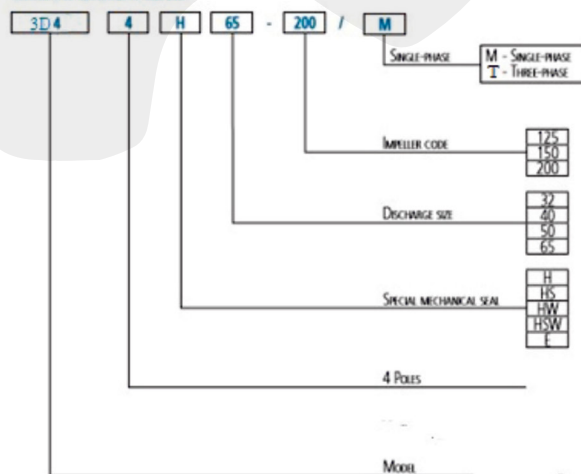 3D4 4 H 65 - 200 / M
SINGLE-PHASE
M - SINGLE-PHASE
T - THREE-PHASE
IMPELLER CODE
125
150
200
DISCHARGE SIZE
32
40
50
65
SPECIAL MECHANICAL SEAL
H
HS
HW
HSW
E
4 POLES
MODEL